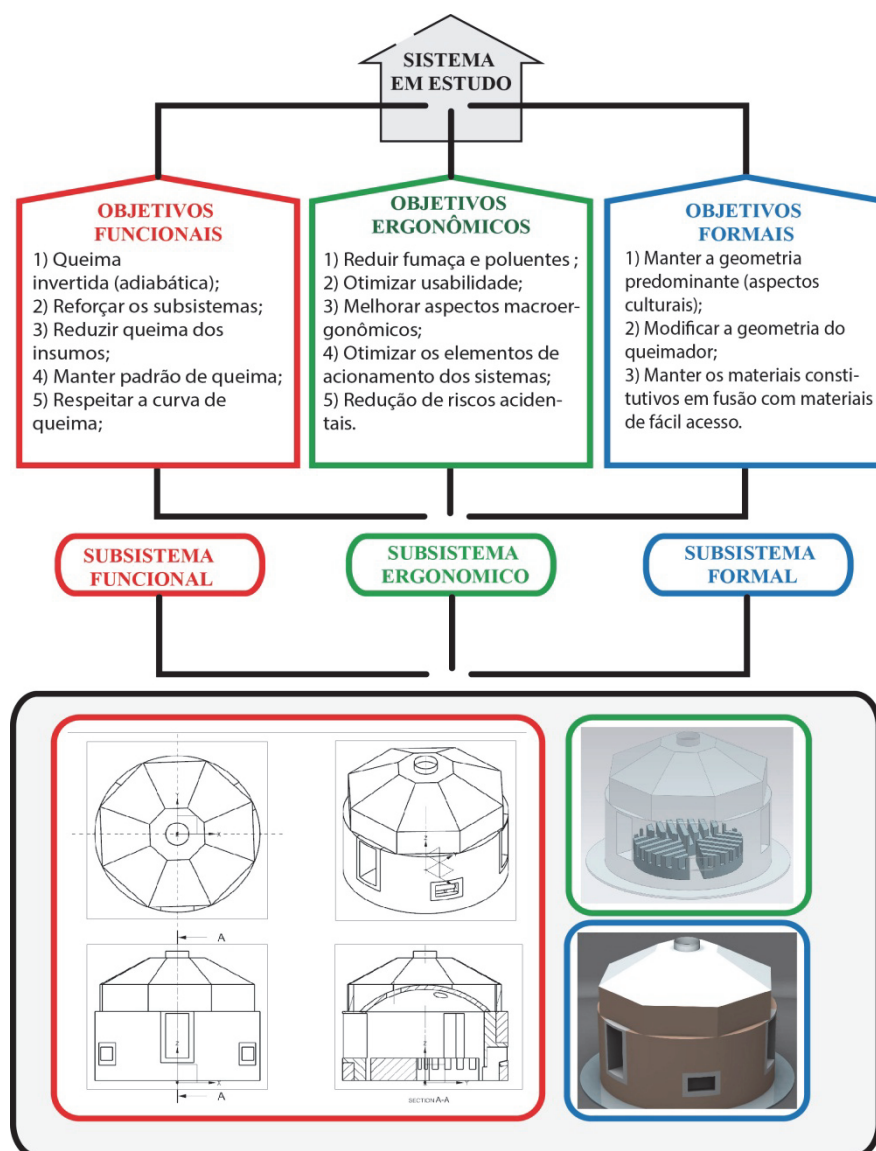 SISTEMA
EM ESTUDO
OBJETIVOS
FUNCIONAIS
1) Queima
invertida (adiabática);
2) Reforçar os subsistemas;
3) Reduzir queima dos
insumos;
4) Manter padrão de queima;
5) Respeitar a curva de
queima;
OBJETIVOS
ERGONÔMICOS
1) Reduir fumaça e poluentes ;
2) Otimizar usabilidade;
3) Melhorar aspectos macroer-
gonômicos;
4) Otimizar os elementos de
acionamento dos sistemas;
5) Redução de riscos aciden-
tais.
OBJETIVOS
FORMAIS
1) Manter a geometria
predominante (aspectos
culturais);
2) Modificar a geometria do
queimador;
3) Manter os materiais consti-
tutivos em fusão com materiais
de fácil acesso.
SUBSISTEMA
FUNCIONAL
SUBSISTEMA
ERGONOMICO
SUBSISTEMA
FORMAL
Y
X
Z
A
Z
X
A
Z
Y
SECTION A-A